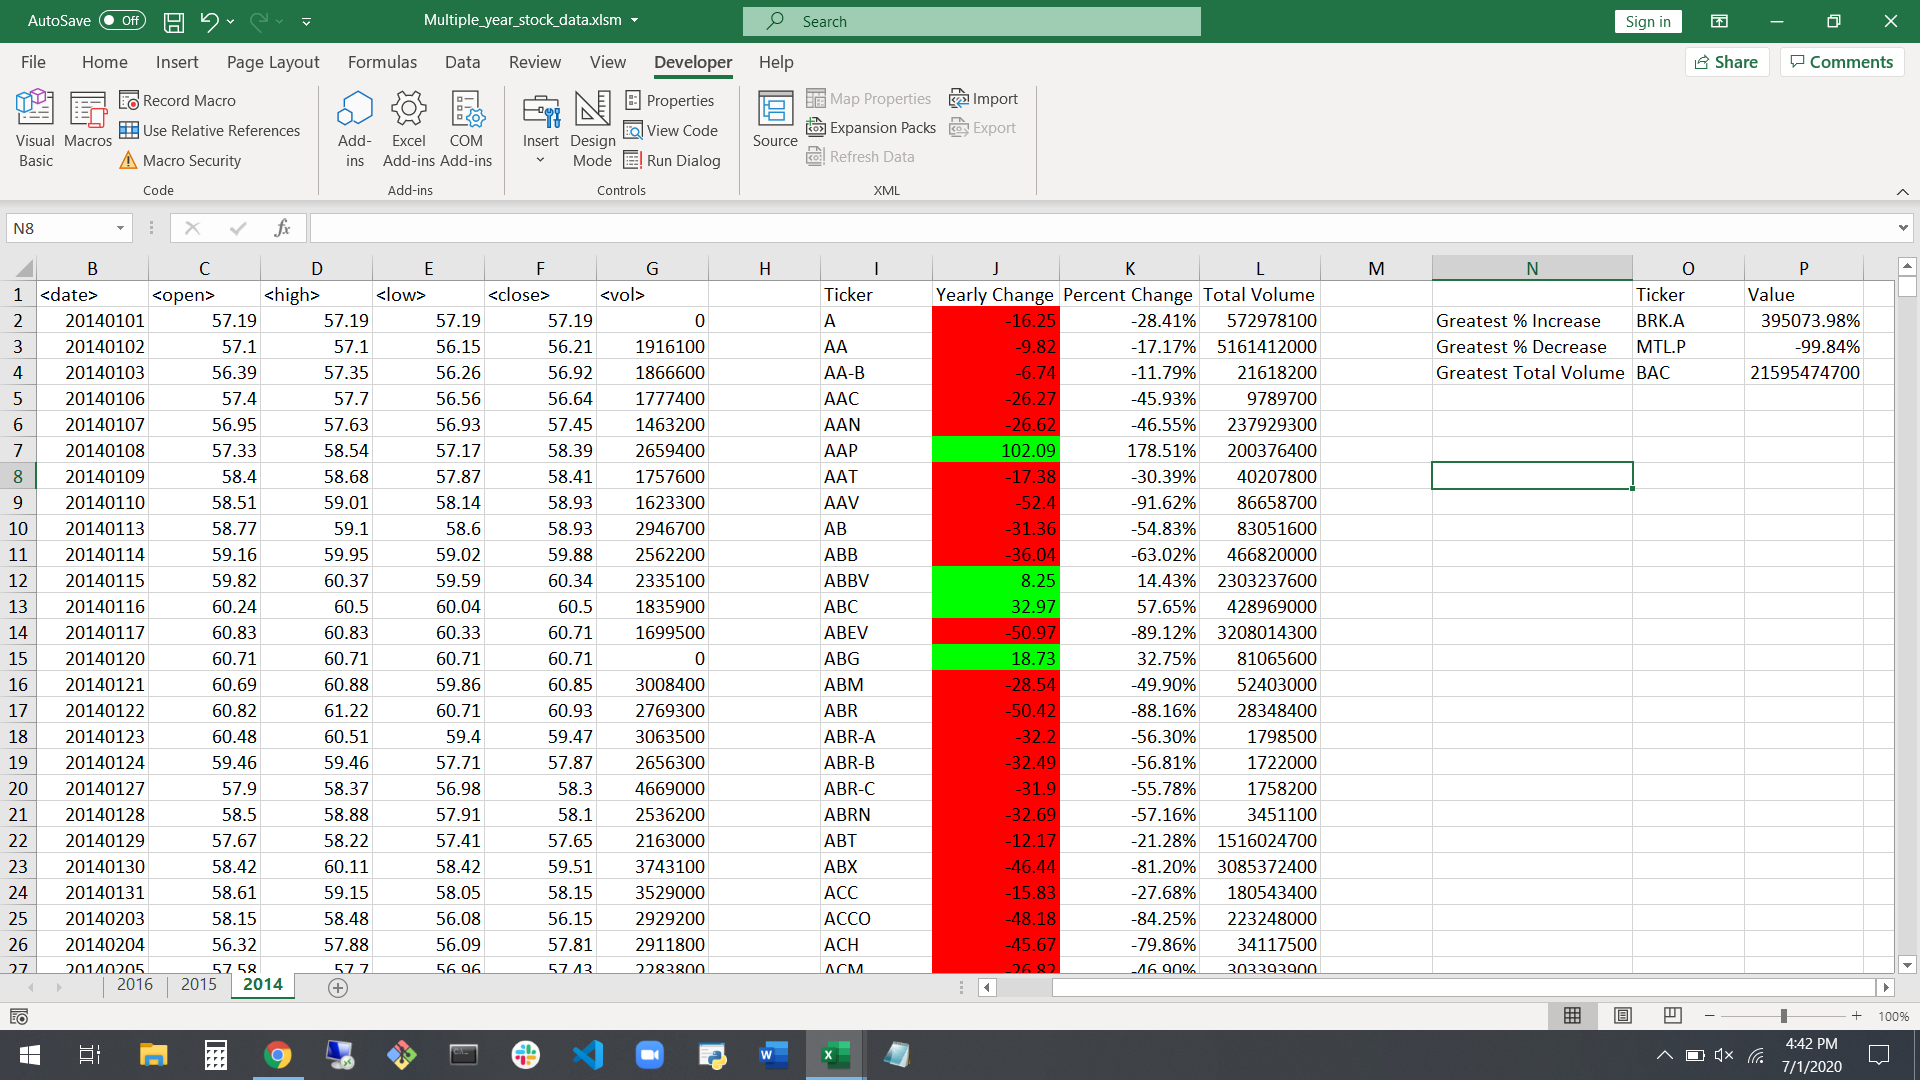 AutoSave Off Multiple_year_stock_data.xlsm Search Sign in
File Home Insert Page Layout Formulas Data Review View Developer Help Share Comments
Visual Basic Macros Record Macro Use Relative References Macro Security
Add-ins Excel Add-ins COM Add-ins
Insert Design Mode Properties View Code Run Dialog
Source Map Properties Expansion Packs Refresh Data Import Export
Code Add-ins Controls XML
N8 fx
B C D E F G H I J K L M N O P
1 <date> <open> <high> <low> <close> <vol> Ticker Yearly Change Percent Change Total Volume Ticker Value
2 20140101 57.19 57.19 57.19 57.19 0 A -16.25 -28.41% 572978100 Greatest % Increase BRK.A 395073.98%
3 20140102 57.1 57.1 56.15 56.21 1916100 AA -9.82 -17.17% 5161412000 Greatest % Decrease MTL.P -99.84%
4 20140103 56.39 57.35 56.26 56.92 1866600 AA-B -6.74 -11.79% 21618200 Greatest Total Volume BAC 21595474700
5 20140106 57.4 57.7 56.56 56.64 1777400 AAC -26.27 -45.93% 9789700
6 20140107 56.95 57.63 56.93 57.45 1463200 AAN -26.62 -46.55% 237929300
7 20140108 57.33 58.54 57.17 58.39 2659400 AAP 102.09 178.51% 200376400
8 20140109 58.4 58.68 57.87 58.41 1757600 AAT -17.38 -30.39% 40207800
9 20140110 58.51 59.01 58.14 58.93 1623300 AAV -52.4 -91.62% 86658700
10 20140113 58.77 59.1 58.6 58.93 2946700 AB -31.36 -54.83% 83051600
11 20140114 59.16 59.95 59.02 59.88 2562200 ABB -36.04 -63.02% 466820000
12 20140115 59.82 60.37 59.59 60.34 2335100 ABBV 8.25 14.43% 2303237600
13 20140116 60.24 60.5 60.04 60.5 1835900 ABC 32.97 57.65% 428969000
14 20140117 60.83 60.83 60.33 60.71 1699500 ABEV -50.97 -89.12% 3208014300
15 20140120 60.71 60.71 60.71 60.71 0 ABG 18.73 32.75% 81065600
16 20140121 60.69 60.88 59.86 60.85 3008400 ABM -28.54 -49.90% 52403000
17 20140122 60.82 61.22 60.71 60.93 2769300 ABR -50.42 -88.16% 28348400
18 20140123 60.48 60.51 59.4 59.47 3063500 ABR-A -32.2 -56.30% 1798500
19 20140124 59.46 59.46 57.71 57.87 2656300 ABR-B -32.49 -56.81% 1722000
20 20140127 57.9 58.37 56.98 58.3 4669000 ABR-C -31.9 -55.78% 1758200
21 20140128 58.5 58.88 57.91 58.1 2536200 ABRN -32.69 -57.16% 3451100
22 20140129 57.67 58.22 57.41 57.65 2163000 ABT -12.17 -21.28% 1516024700
23 20140130 58.42 60.11 58.42 59.51 3743100 ABX -46.44 -81.20% 3085372400
24 20140131 58.61 59.15 58.05 58.15 3529000 ACC -15.83 -27.68% 180543400
25 20140203 58.15 58.48 56.08 56.15 2929200 ACCO -48.18 -84.25% 223248000
26 20140204 56.32 57.88 56.09 57.81 2911800 ACH -45.67 -79.86% 34117500
27 20140205 57.58 57.7 56.96 57.43 2283800 ACM -26.82 -46.90% 303393900
2016 2015 2014
100%
4:42 PM
7/1/2020